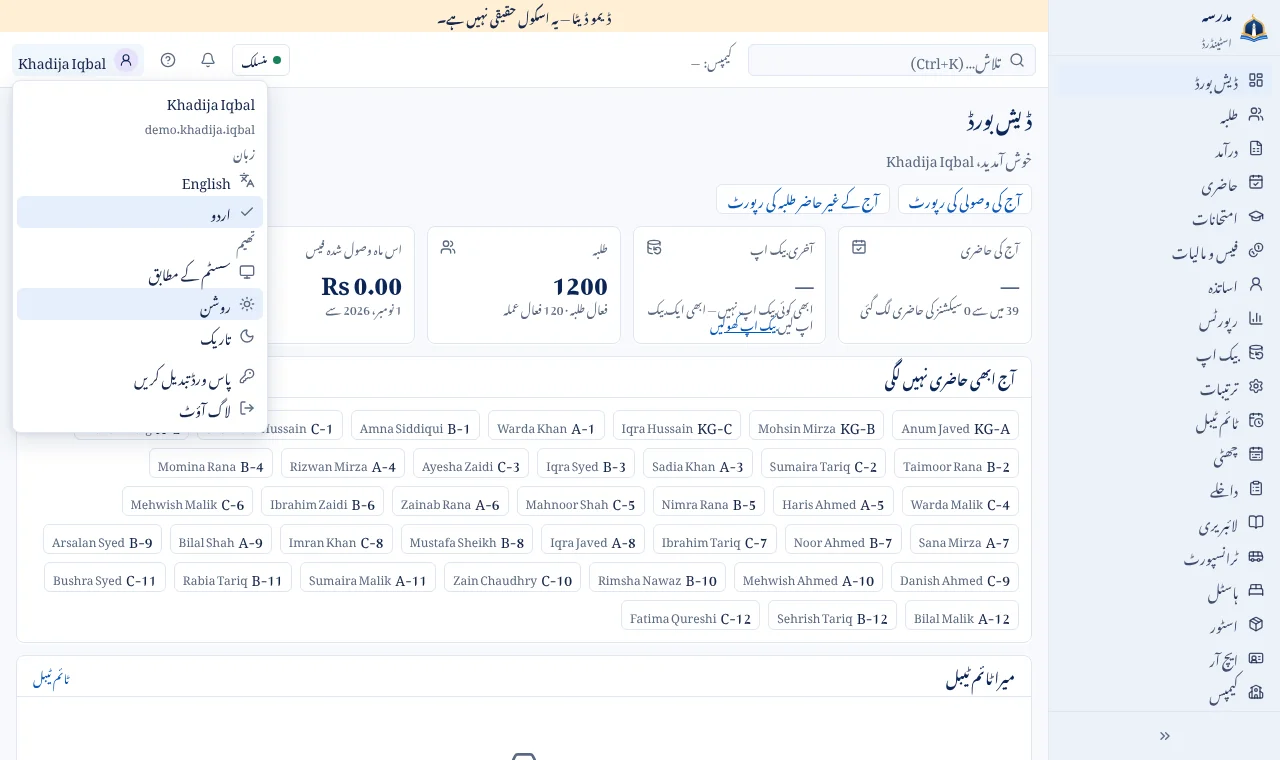 ڈیمو ڈیٹا — یہ اسکول حقیقی نہیں ہے۔
مدرسہ
اسٹینڈرڈ
تلاش... (Ctrl+K)
کیمپس: —
منسلک
Khadija Iqbal
ڈیش بورڈ
طلبہ
درآمد
حاضری
امتحانات
فیس و مالیات
اساتذہ
رپورٹس
بیک اپ
ترتیبات
ٹائم ٹیبل
چھٹی
داخلے
لائبریری
ٹرانسپورٹ
ہاسٹل
اسٹور
ایچ آر
کیمپس
Khadija Iqbal
demo.khadija.iqbal
زبان
English
اردو
تھیم
سسٹم کے مطابق
روشن
تاریک
پاس ورڈ تبدیل کریں
لاگ آؤٹ
ڈیش بورڈ
خوش آمدید، Khadija Iqbal
آج کی وصولی کی رپورٹ
آج کے غیر حاضر طلبہ کی رپورٹ
آج کی حاضری
—
39 میں سے 0 سیکشنز کی حاضری لگ گئی
آخری بیک اپ
—
ابھی کوئی بیک اپ نہیں — ابھی ایک بیک
اپ لیں بیک اپ کھولیں
طلبہ
1200
فعال طلبہ · 120 فعال عملہ
اس ماہ وصول شدہ فیس
Rs 0.00
1 نومبر، 2026 سے
آج ابھی حاضری نہیں لگی
KG-A Anum Javed
KG-B Mohsin Mirza
KG-C Iqra Hussain
A-1 Warda Khan
B-1 Amna Siddiqui
C-1 Hussain
B-2 Taimoor Rana
C-2 Sumaira Tariq
A-3 Sadia Khan
B-3 Iqra Syed
C-3 Ayesha Zaidi
A-4 Rizwan Mirza
B-4 Momina Rana
C-4 Warda Malik
A-5 Haris Ahmed
B-5 Nimra Rana
C-5 Mahnoor Shah
A-6 Zainab Rana
B-6 Ibrahim Zaidi
C-6 Mehwish Malik
A-7 Sana Mirza
B-7 Noor Ahmed
C-7 Ibrahim Tariq
A-8 Iqra Javed
B-8 Mustafa Sheikh
C-8 Imran Khan
A-9 Bilal Shah
B-9 Arsalan Syed
C-9 Danish Ahmed
A-10 Mehwish Ahmed
B-10 Rimsha Nawaz
C-10 Zain Chaudhry
A-11 Sumaira Malik
B-11 Rabia Tariq
C-11 Bushra Syed
A-12 Bilal Malik
B-12 Sehrish Tariq
C-12 Fatima Qureshi
میرا ٹائم ٹیبل
ٹائم ٹیبل